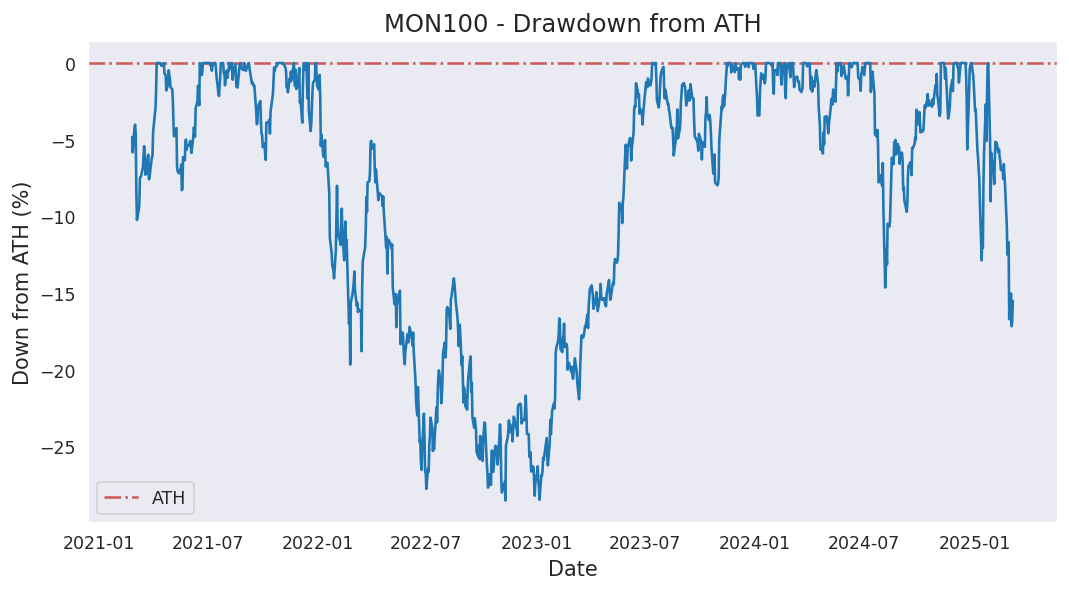 MON100 - Drawdown from ATH
Down from ATH (%)
0
−5
−10
−15
−20
−25
ATH
2021-01 2021-07 2022-01 2022-07 2023-01 2023-07 2024-01 2024-07 2025-01
Date